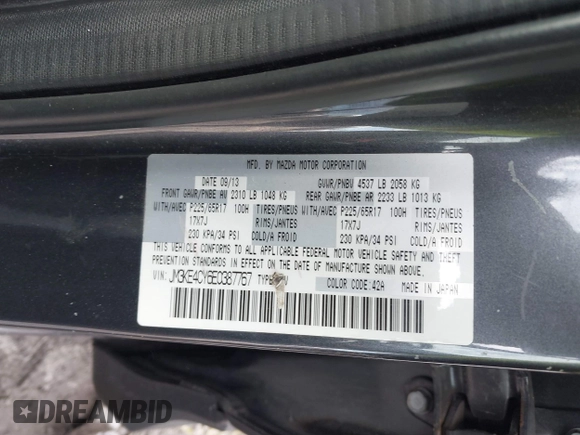 MFD. BY MAZDA MOTOR CORPORATION
DATE 09/13 GVWR/PNBV 4537 LB 2058 KG
FRONT GAWR/PNBE AV 2310 LB 1048 KG REAR GAWR/PNBE AR 2233 LB 1013 KG
WITH/AVEC P225/65R17 100H TIRES/PNEUS WITH/AVEC P225/65R17 100H TIRES/PNEUS
17X7J RIMS/JANTES 17X7J RIMS/JANTES
230 KPA/34 PSI COLD/A FROID 230 KPA/34 PSI COLD/A FROID
THIS VEHICLE CONFORMS TO ALL APPLICABLE FEDERAL MOTOR VEHICLE SAFETY, AND THEFT
PREVENTION STANDARDS IN EFFECT ON THE DATE OF MANUFACTURE SHOWN ABOVE.
VIN: JM3KE4CY6E0387767 TYPE COLOR CODE: 42A MADE IN JAPAN
DREAMBID